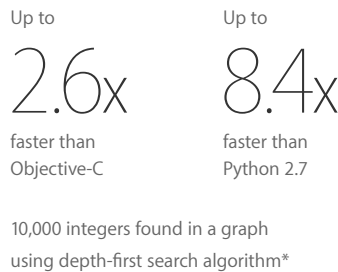 Up to
2.6x
faster than
Objective-C
Up to
8.4x
faster than
Python 2.7
10,000 integers found in a graph
using depth-first search algorithm*